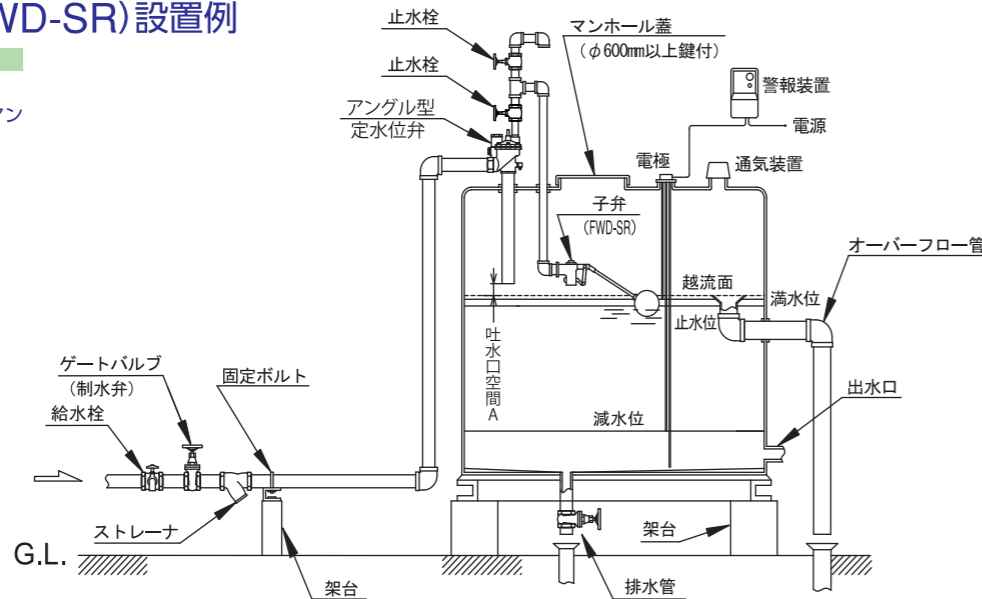 WD-SR)設置例
アン
止水栓
止水栓
アングル型
定水位弁
マンホール蓋
(φ600mm以上鍵付)
警報装置
電源
電極
通気装置
子弁
(FWD-SR)
オーバーフロー管
越流面
満水位
止水位
吐水口空間A
ゲートバルブ
(制水弁)
給水栓
固定ボルト
減水位
出水口
ストレーナ
G.L.
架台
排水管
架台